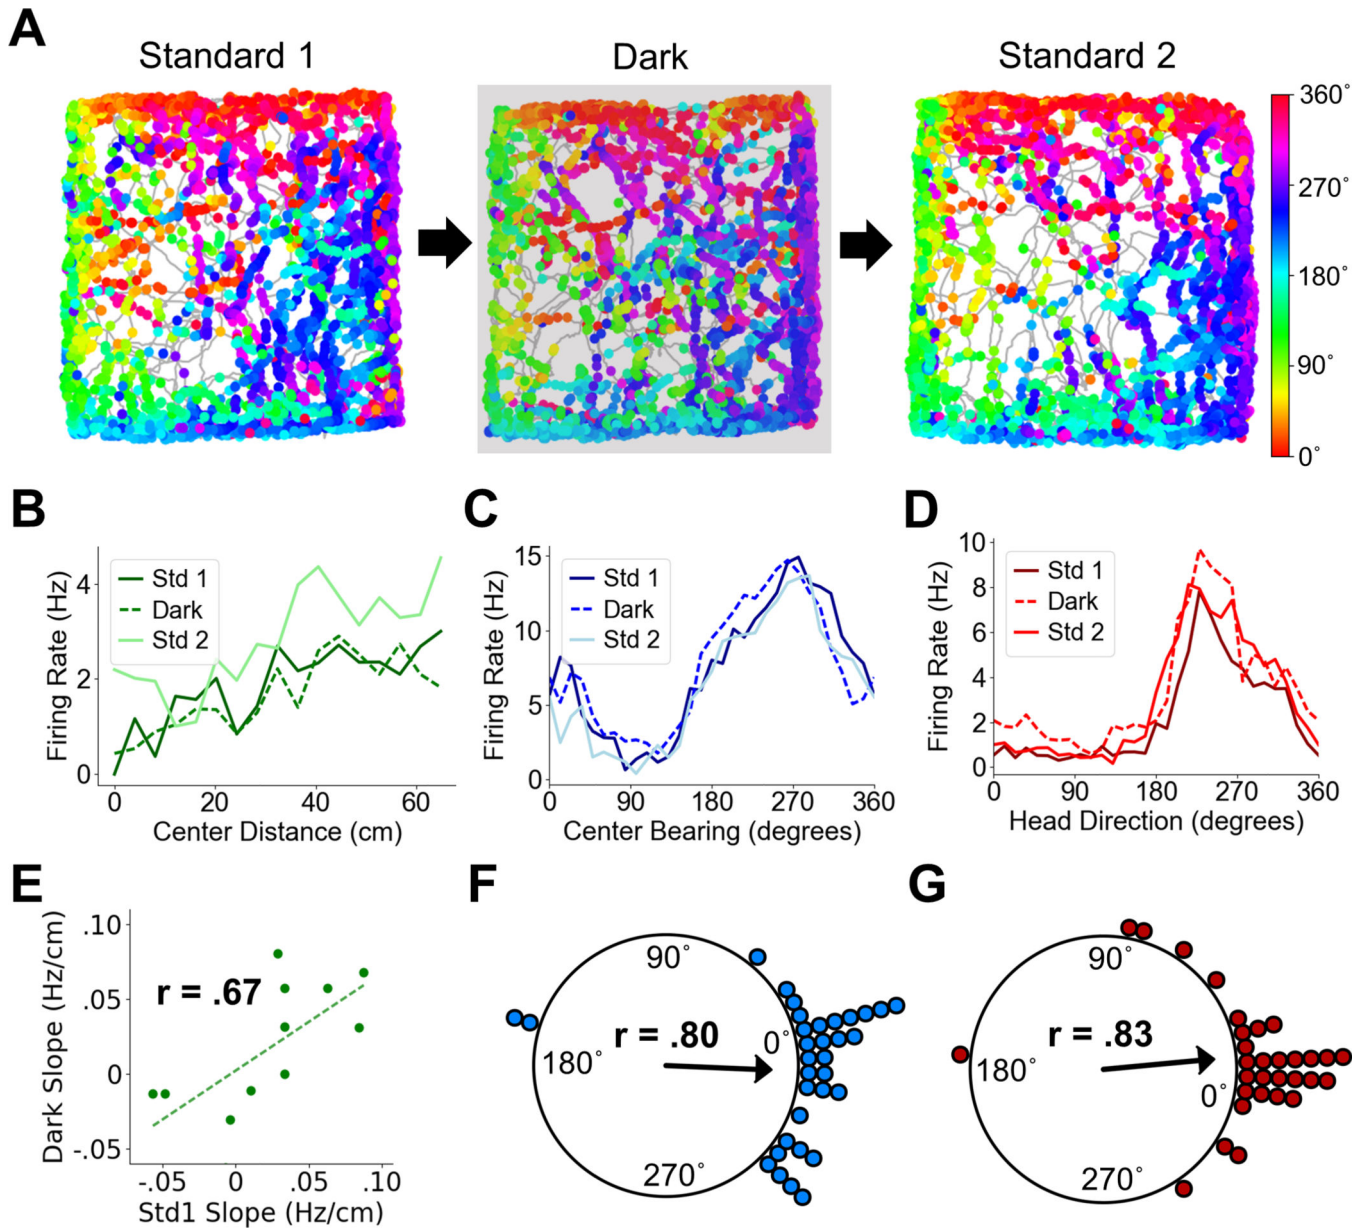 A
Standard 1
Dark
Standard 2
360°
270°
180°
90°
0°
B
Firing Rate (Hz)
4
2
0
Std 1
Dark
Std 2
0 20 40 60
Center Distance (cm)
C
Firing Rate (Hz)
15
10
5
0
Std 1
Dark
Std 2
0 90 180 270 360
Center Bearing (degrees)
D
Firing Rate (Hz)
10
8
6
4
2
0
Std 1
Dark
Std 2
0 90 180 270 360
Head Direction (degrees)
E
Dark Slope (Hz/cm)
.10
.05
0
-.05
r = .67
-.05 0 .05 .10
Std1 Slope (Hz/cm)
F
90°
r = .80
0°
180°
270°
G
90°
r = .83
180°
0°
270°